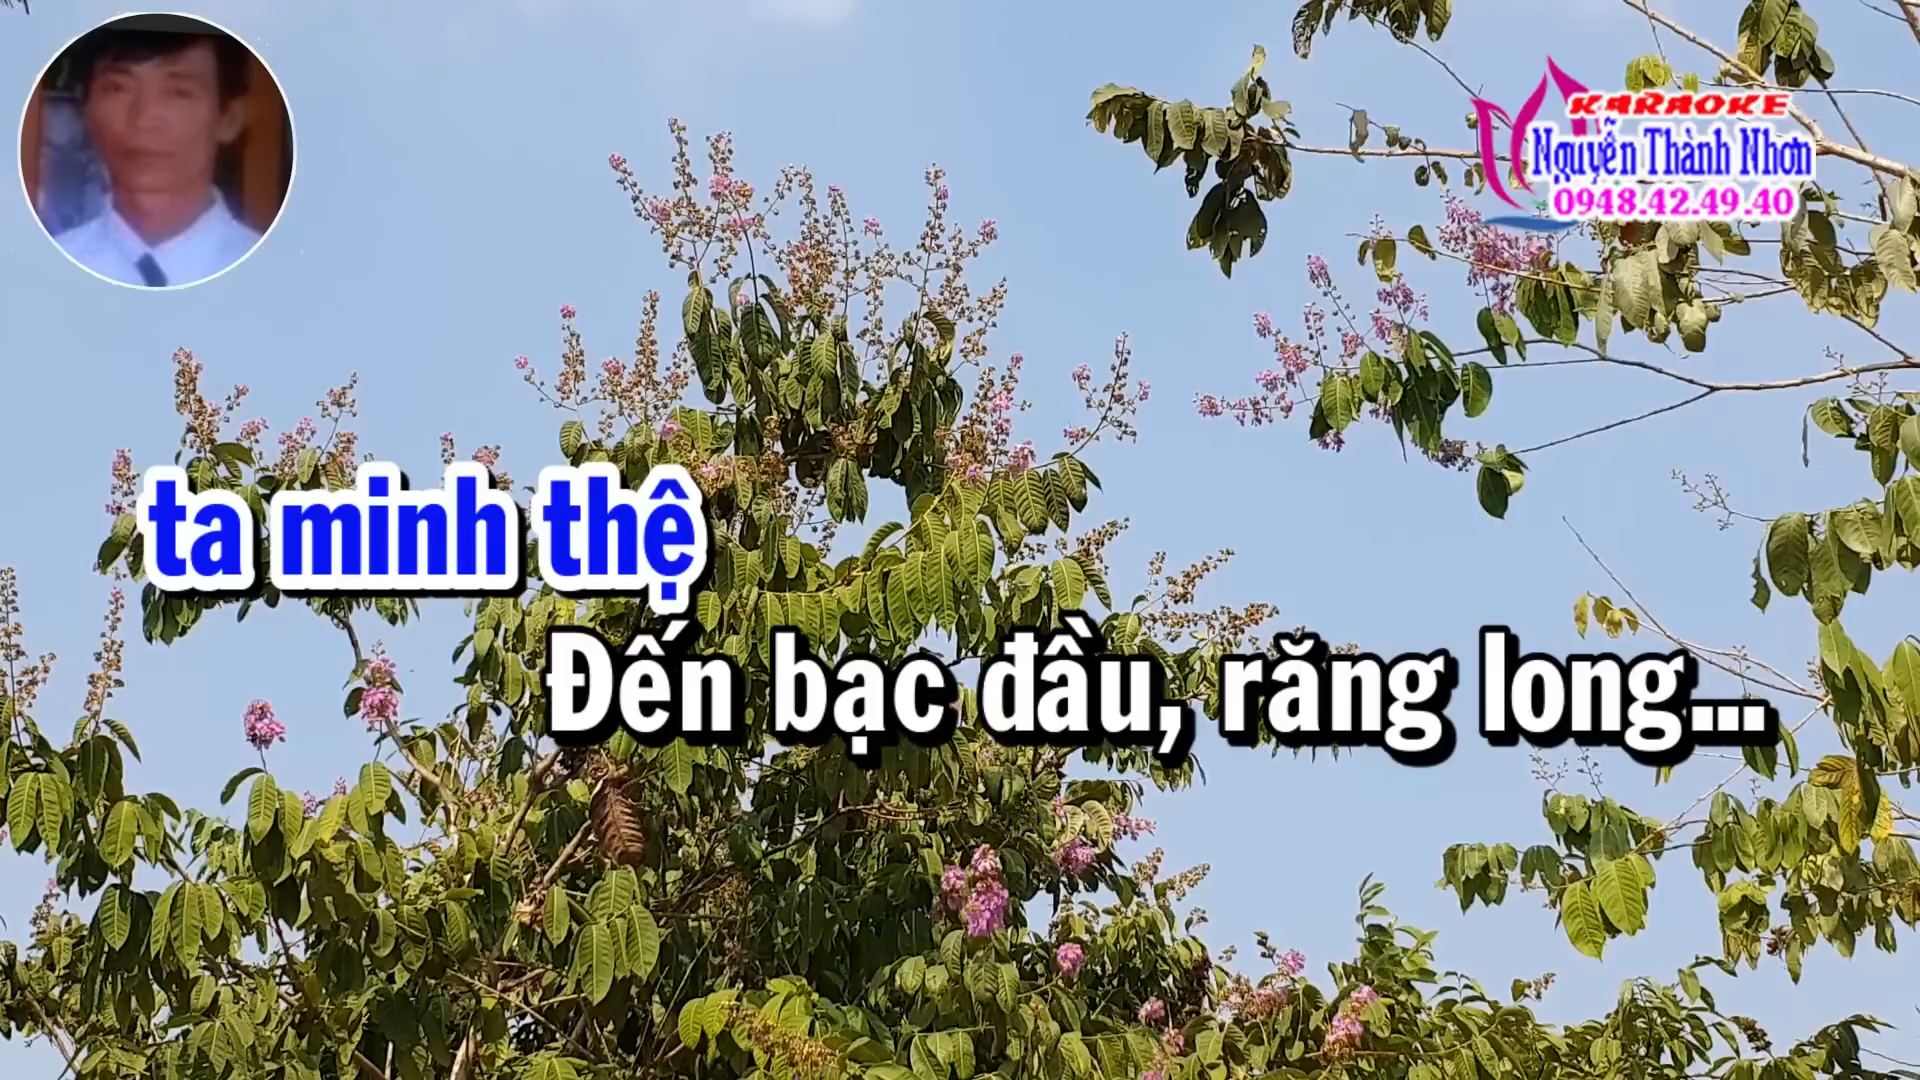 KARAOKE
Nguyễn Thành Nhơn
0948.42.49.40
ta minh thệ
Đến bạc đầu, răng long...